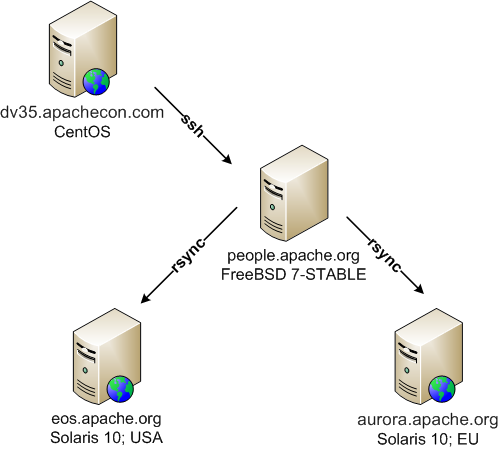 dv35.apachecon.com
CentOS
ssh
people.apache.org
FreeBSD 7-STABLE
rsync
rsync
eos.apache.org
Solaris 10; USA
aurora.apache.org
Solaris 10; EU